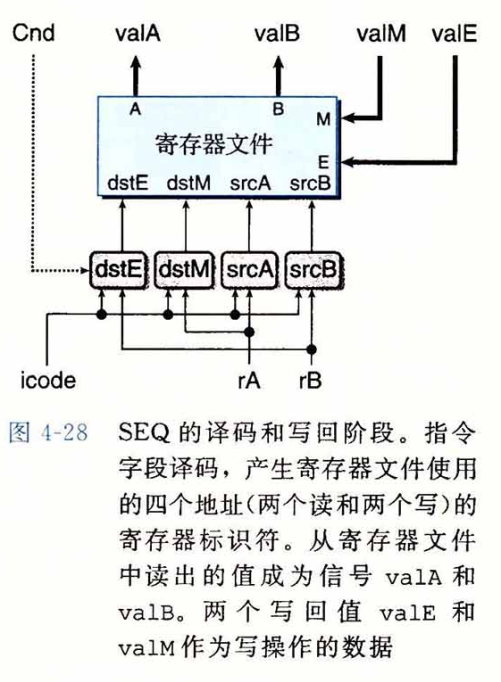 Cnd valA valB valM valE
A B M
寄存器文件 E
dstE dstM srcA srcB
dstE dstM srcA srcB
icode rA rB
图 4-28 SEQ 的译码和写回阶段。指令
字段译码，产生寄存器文件使用
的四个地址(两个读和两个写)的
寄存器标识符。从寄存器文件
中读出的值成为信号 valA 和
valB。两个写回值 valE 和
valM作为写操作的数据